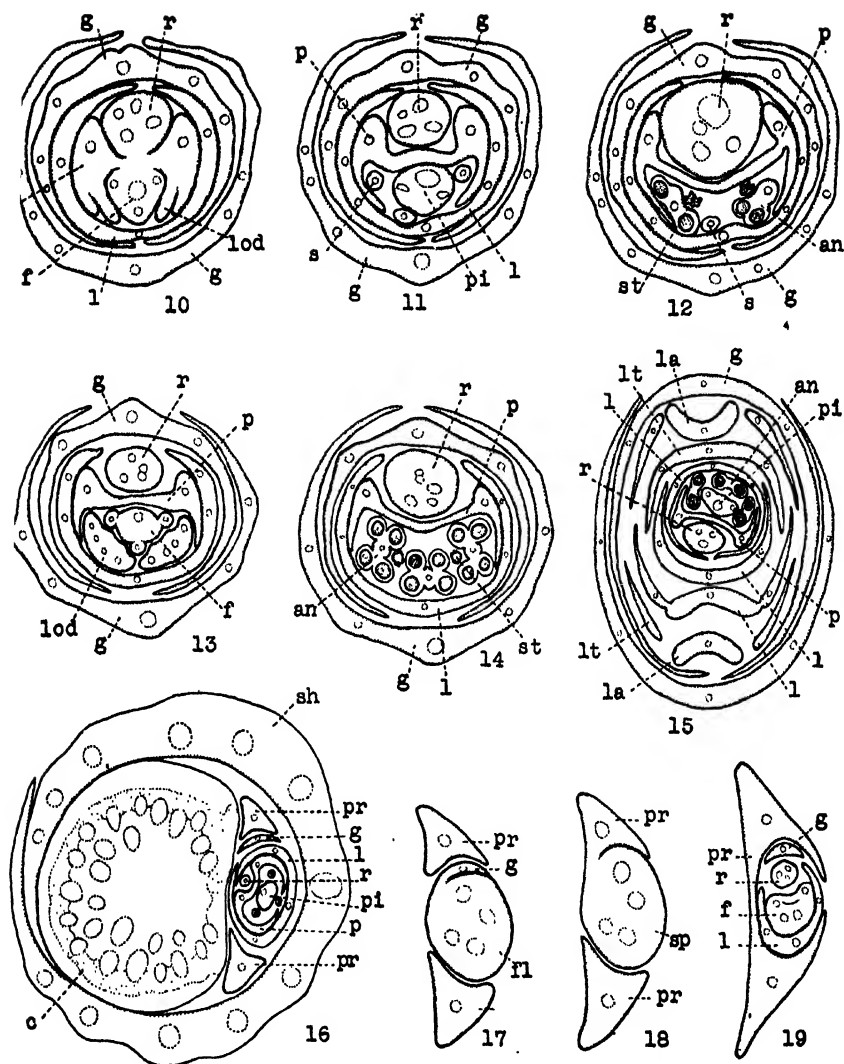 g r
r g
g r p
p
lod
f l g
10
s g pi l
11
an
st s g
12
g r p
lod g f
13
r p
an g l st
14
la g
lt an
l pi
r
p
lt l
la l
15
sh
pr
g
l
r
pi
p
pr
c
16
pr
g
fl
17
pr
sp
pr
18
g
pr
r
f
l
19